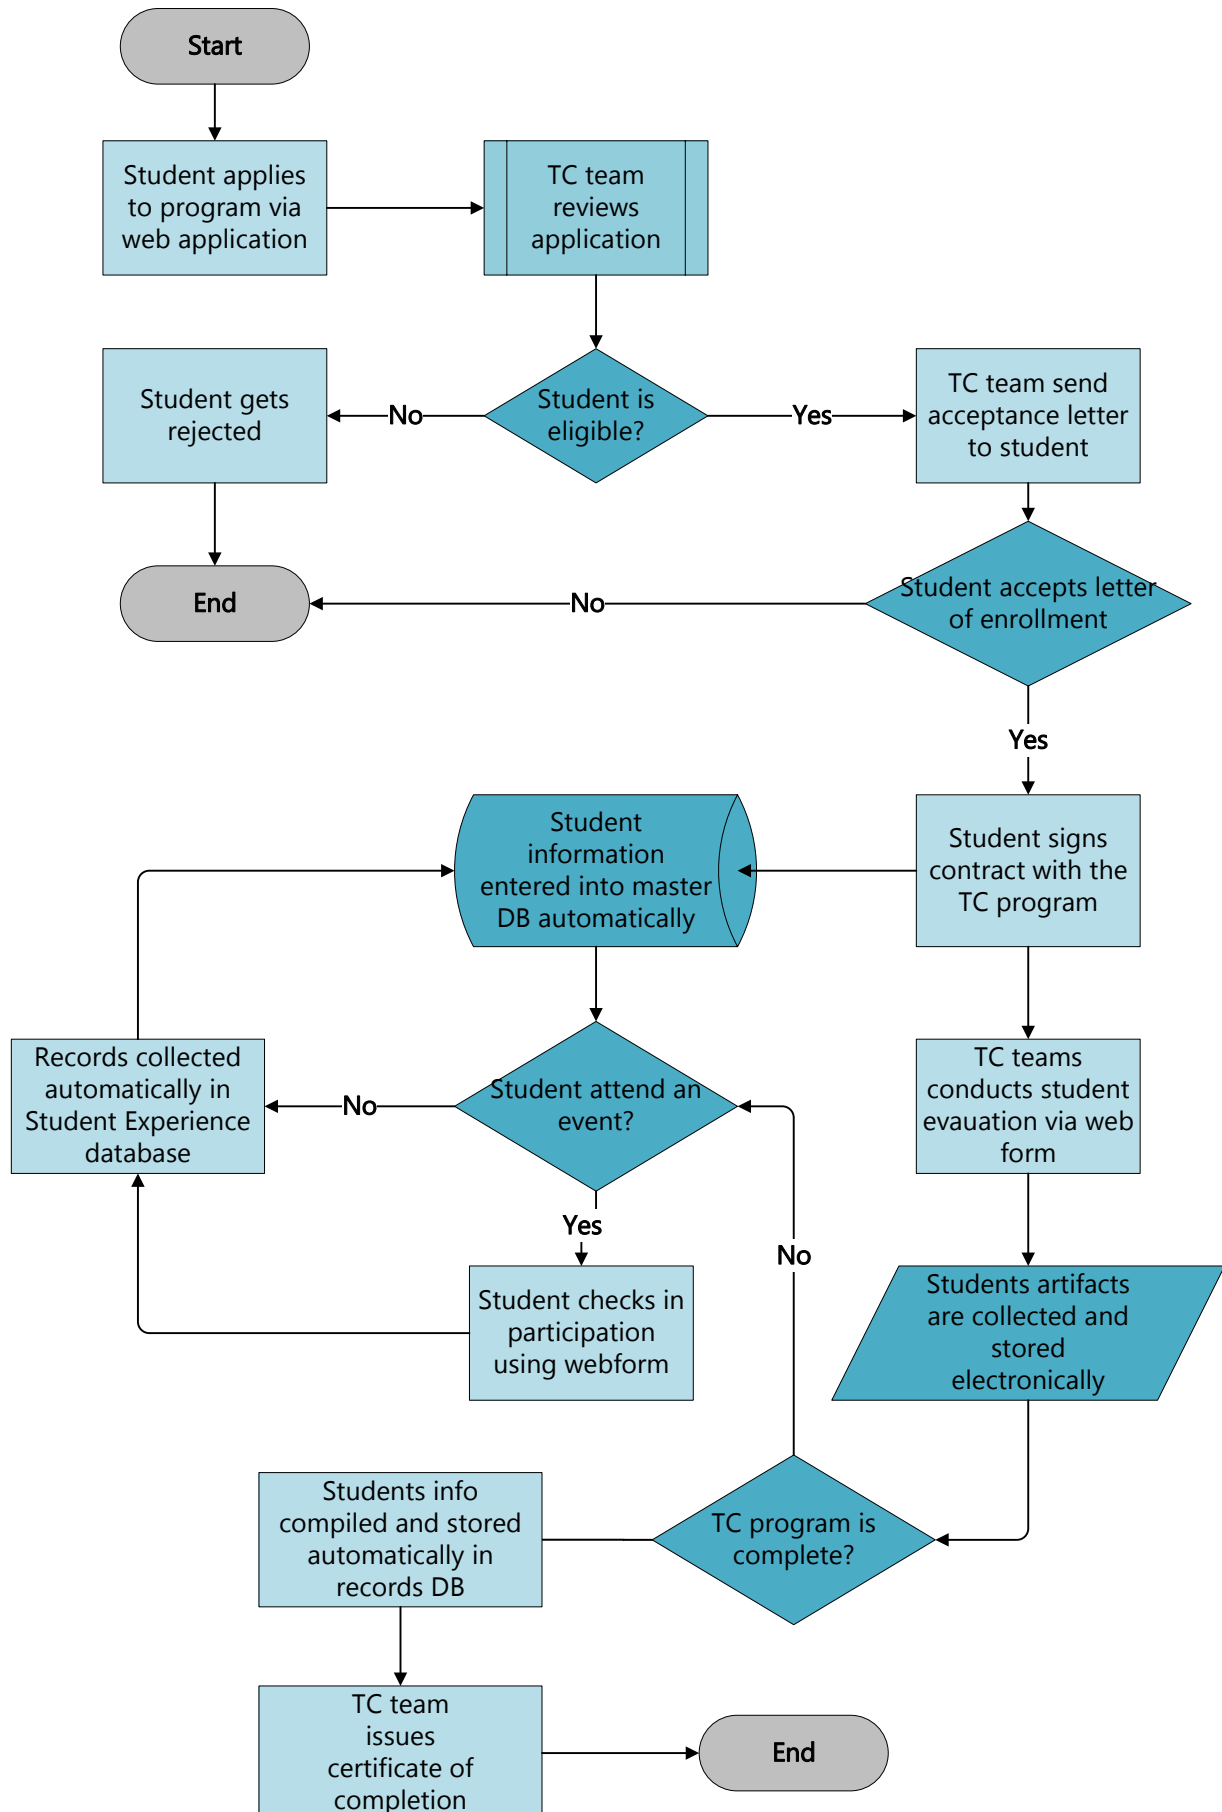 Start
Student applies
to program via
web application
TC team
reviews
application
Student gets
rejected
No
Student is
eligible?
Yes
TC team send
acceptance letter
to student
End
No
Student accepts letter
of enrollment
Yes
Student
information
entered into master
DB automatically
Student signs
contract with the
TC program
Records collected
automatically in
Student Experience
database
No
Student attend an
event?
TC teams
conducts student
evauation via web
form
Yes
No
Student checks in
participation
using webform
Students artifacts
are collected and
stored
electronically
Students info
compiled and stored
automatically in
records DB
TC program is
complete?
TC team
issues
certificate of
completion
End